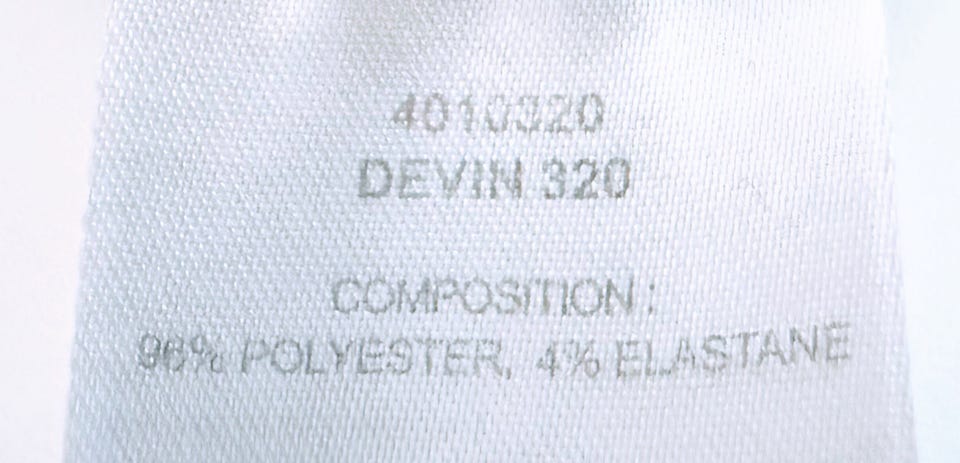 4010320
DEVIN 320
COMPOSITION :
96% POLYESTER, 4% ELASTANE